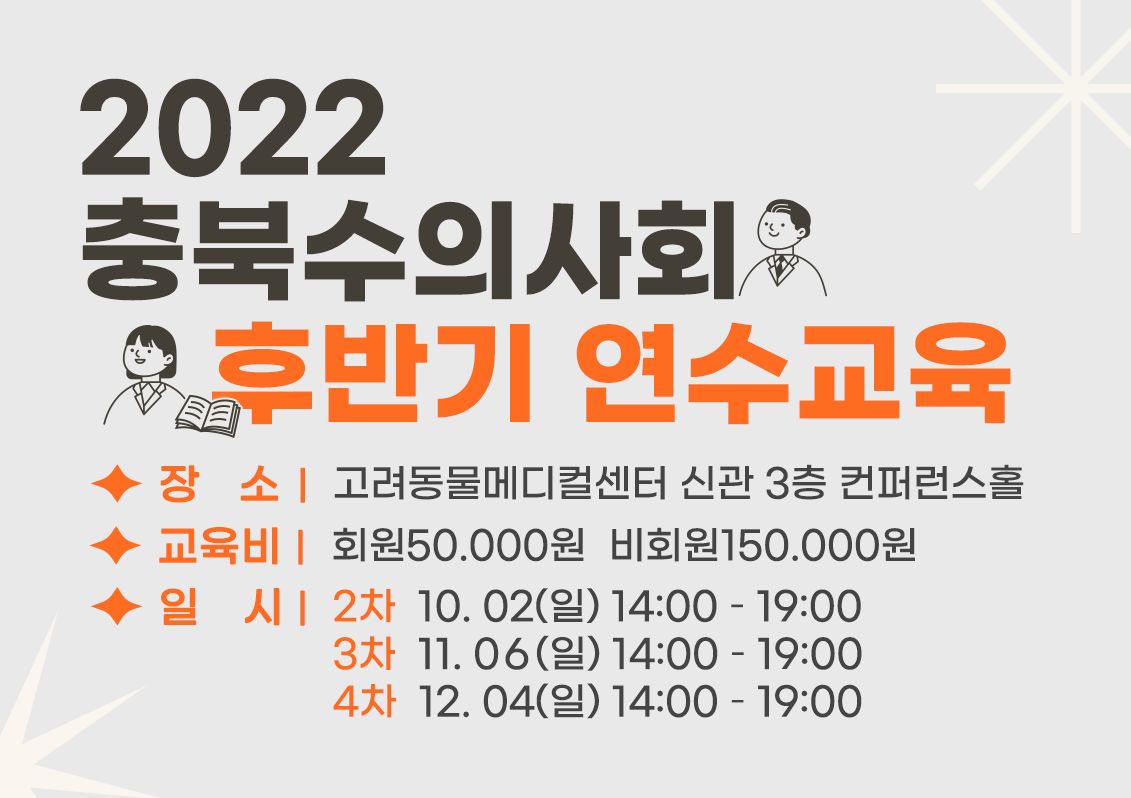 2022
충북수의사회
후반기 연수교육
장 소 | 고려동물메디컬센터 신관 3층 컨퍼런스홀
교육비 | 회원50.000원 비회원150.000원
일 시 | 2차 10. 02(일) 14:00 - 19:00
3차 11. 06(일) 14:00 - 19:00
4차 12. 04(일) 14:00 - 19:00